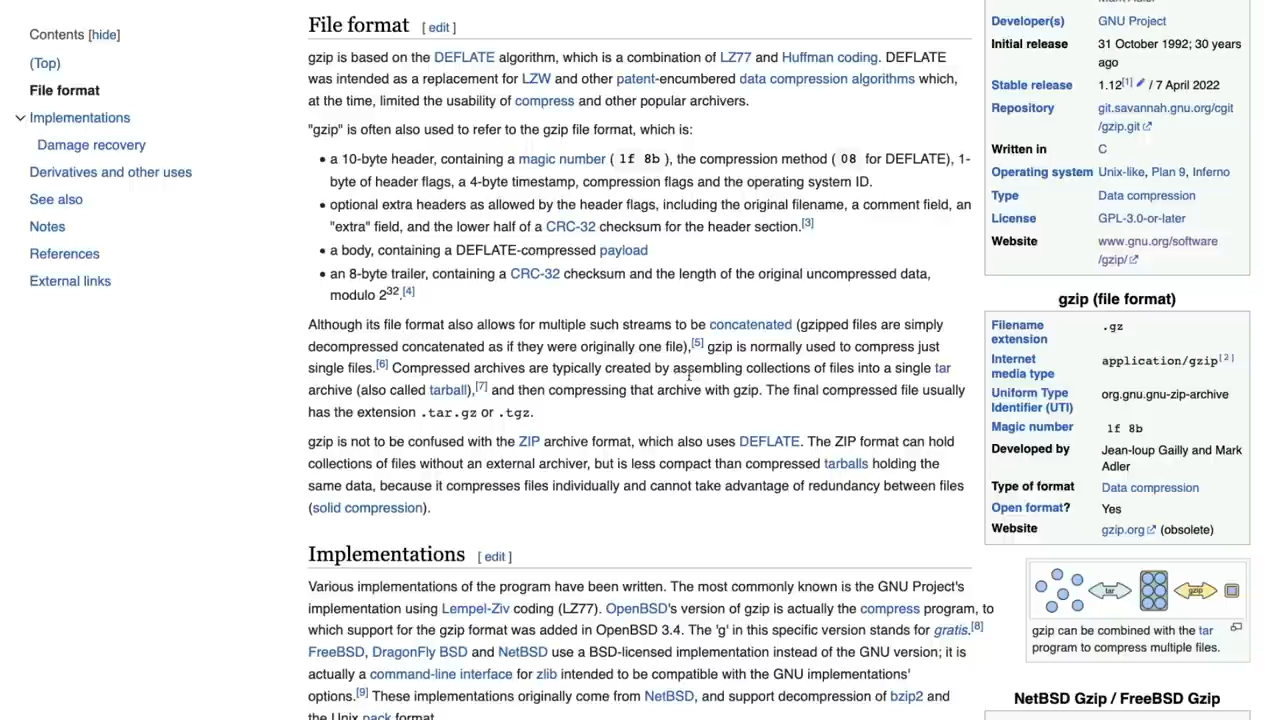 Contents [hide]
(Top)
File format
Implementations
Damage recovery
Derivatives and other uses
See also
Notes
References
External links
File format [ edit ]
gzip is based on the DEFLATE algorithm, which is a combination of LZ77 and Huffman coding. DEFLATE
was intended as a replacement for LZW and other patent-encumbered data compression algorithms which,
at the time, limited the usability of compress and other popular archivers.
"gzip" is often also used to refer to the gzip file format, which is:
• a 10-byte header, containing a magic number ( 1f 8b ), the compression method ( 08 for DEFLATE), 1-
byte of header flags, a 4-byte timestamp, compression flags and the operating system ID.
• optional extra headers as allowed by the header flags, including the original filename, a comment field, an
"extra" field, and the lower half of a CRC-32 checksum for the header section.[3]
• a body, containing a DEFLATE-compressed payload
• an 8-byte trailer, containing a CRC-32 checksum and the length of the original uncompressed data,
modulo 2^32.[4]
Although its file format also allows for multiple such streams to be concatenated (gzipped files are simply
decompressed concatenated as if they were originally one file),[5] gzip is normally used to compress just
single files.[6] Compressed archives are typically created by assembling collections of files into a single tar
archive (also called tarball),[7] and then compressing that archive with gzip. The final compressed file usually
has the extension .tar.gz or .tgz.
gzip is not to be confused with the ZIP archive format, which also uses DEFLATE. The ZIP format can hold
collections of files without an external archiver, but is less compact than compressed tarballs holding the
same data, because it compresses files individually and cannot take advantage of redundancy between files
(solid compression).
Implementations [ edit ]
Various implementations of the program have been written. The most commonly known is the GNU Project's
implementation using Lempel-Ziv coding (LZ77). OpenBSD's version of gzip is actually the compress program, to
which support for the gzip format was added in OpenBSD 3.4. The 'g' in this specific version stands for gratis.[8]
FreeBSD, DragonFly BSD and NetBSD use a BSD-licensed implementation instead of the GNU version; it is
actually a command-line interface for zlib intended to be compatible with the GNU implementations'
options.[9] These implementations originally come from NetBSD, and support decompression of bzip2 and
the Unix pack format.
Developer(s) GNU Project
Initial release 31 October 1992; 30 years
ago
Stable release 1.12[1] / 7 April 2022
Repository git.savannah.gnu.org/cgit
/gzip.git
Written in C
Operating system Unix-like, Plan 9, Inferno
Type Data compression
License GPL-3.0-or-later
Website www.gnu.org/software
/gzip/
gzip (file format)
Filename .gz
extension
Internet application/gzip[2]
media type
Uniform Type org.gnu.gnu-zip-archive
Identifier (UTI)
Magic number 1f 8b
Developed by Jean-loup Gailly and Mark
Adler
Type of format Data compression
Open format? Yes
Website gzip.org (obsolete)
tar gzip
gzip can be combined with the tar
program to compress multiple files.
NetBSD Gzip / FreeBSD Gzip